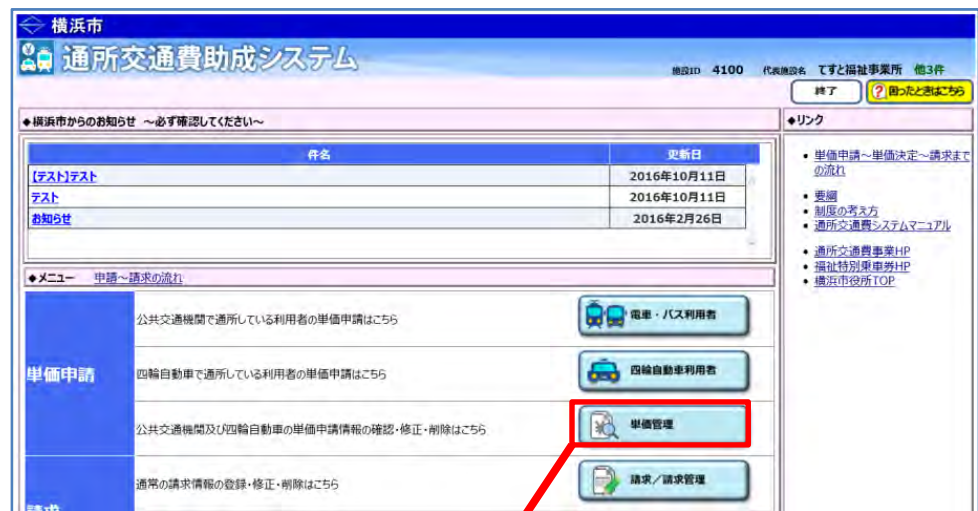 横浜市
通所交通費助成システム
施設ID 4100 代表施設名 てすと福祉事業所 他3件
終了 困ったときはこちら
◆横浜市からのお知らせ ～必ず確認してください～
件名 更新日
【テスト】テスト 2016年10月11日
テスト 2016年10月11日
お知らせ 2016年2月26日
◆リンク
単価申請～単価決定～請求まで
の流れ
要綱
制度の考え方
通所交通費システムマニュアル
通所交通費事業HP
福祉特別乗車券HP
横浜市役所TOP
◆メニュー 申請～請求の流れ
単価申請
公共交通機関で通所している利用者の単価申請はこちら 電車・バス利用者
四輪自動車で通所している利用者の単価申請はこちら 四輪自動車利用者
公共交通機関及び四輪自動車の単価申請情報の確認・修正・削除はこちら 単価管理
通常の請求情報の登録・修正・削除はこちら 請求／請求管理